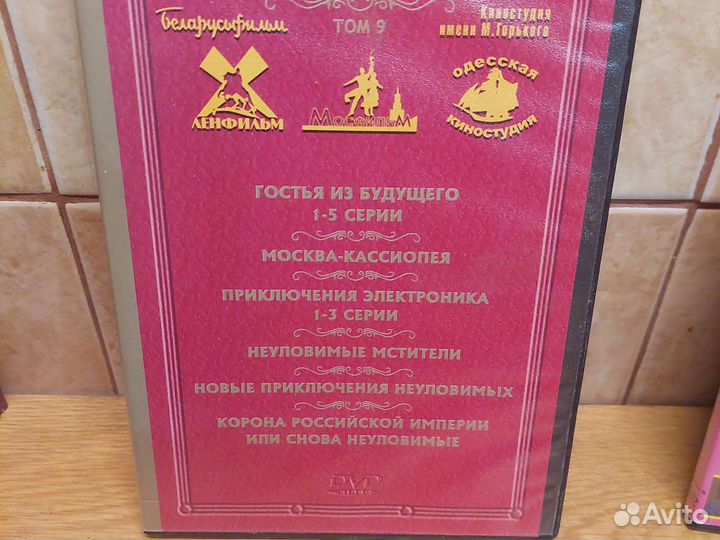 Беларусьфильм
ТОМ 9
Киностудия
имени М.Горького
ЛЕНФИЛЬМ
МОСФИЛЬМ
ОДЕССКАЯ
КИНОСТУДИЯ
ГОСТЬЯ ИЗ БУДУЩЕГО
1-5 СЕРИИ
МОСКВА-КАССИОПЕЯ
ПРИКЛЮЧЕНИЯ ЭЛЕКТРОНИКА
1-3 СЕРИИ
НЕУЛОВИМЫЕ МСТИТЕЛИ
НОВЫЕ ПРИКЛЮЧЕНИЯ НЕУЛОВИМЫХ
КОРОНА РОССИЙСКОЙ ИМПЕРИИ
ИЛИ СНОВА НЕУЛОВИМЫЕ
DVD
VIDEO
Avito